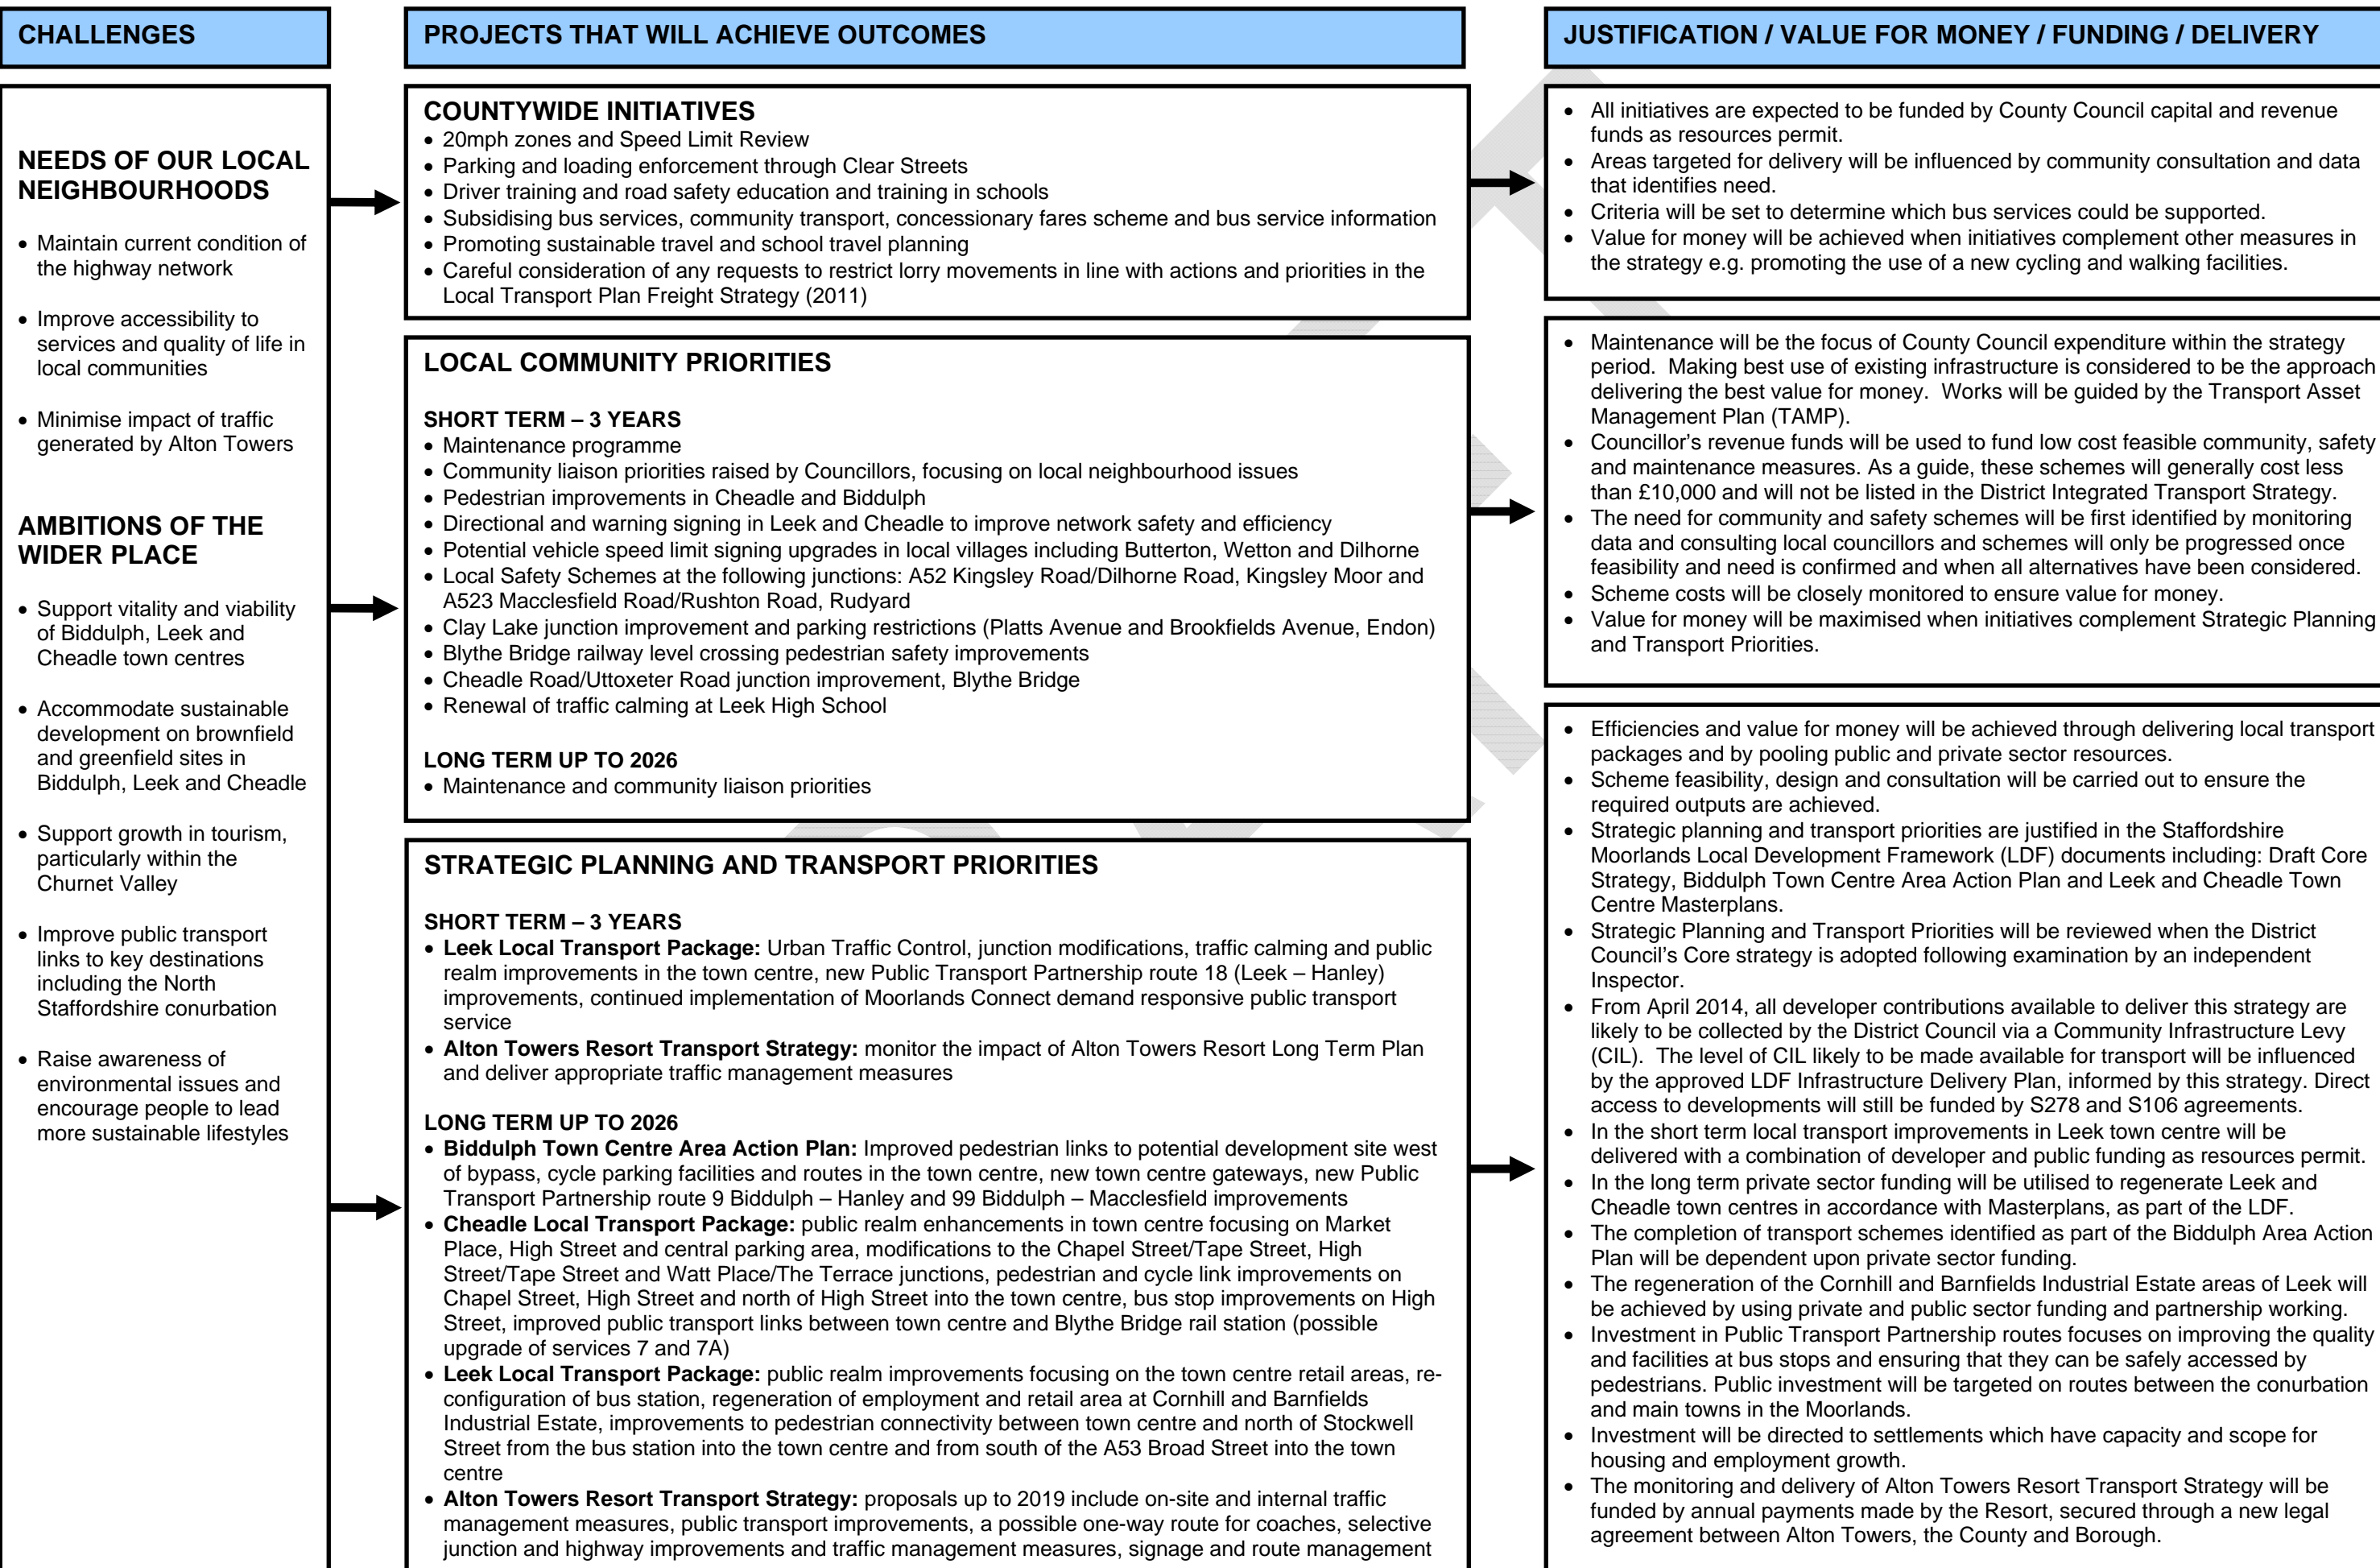 CHALLENGES
PROJECTS THAT WILL ACHIEVE OUTCOMES
JUSTIFICATION / VALUE FOR MONEY / FUNDING / DELIVERY
NEEDS OF OUR LOCAL
NEIGHBOURHOODS
• Maintain current condition of
the highway network
• Improve accessibility to
services and quality of life in
local communities
• Minimise impact of traffic
generated by Alton Towers
AMBITIONS OF THE
WIDER PLACE
• Support vitality and viability
of Biddulph, Leek and
Cheadle town centres
• Accommodate sustainable
development on brownfield
and greenfield sites in
Biddulph, Leek and Cheadle
• Support growth in tourism,
particularly within the
Churnet Valley
• Improve public transport
links to key destinations
including the North
Staffordshire conurbation
• Raise awareness of
environmental issues and
encourage people to lead
more sustainable lifestyles
COUNTYWIDE INITIATIVES
• 20mph zones and Speed Limit Review
• Parking and loading enforcement through Clear Streets
• Driver training and road safety education and training in schools
• Subsidising bus services, community transport, concessionary fares scheme and bus service information
• Promoting sustainable travel and school travel planning
• Careful consideration of any requests to restrict lorry movements in line with actions and priorities in the
Local Transport Plan Freight Strategy (2011)
LOCAL COMMUNITY PRIORITIES
SHORT TERM – 3 YEARS
• Maintenance programme
• Community liaison priorities raised by Councillors, focusing on local neighbourhood issues
• Pedestrian improvements in Cheadle and Biddulph
• Directional and warning signing in Leek and Cheadle to improve network safety and efficiency
• Potential vehicle speed limit signing upgrades in local villages including Butterton, Wetton and Dilhorne
• Local Safety Schemes at the following junctions: A52 Kingsley Road/Dilhorne Road, Kingsley Moor and
A523 Macclesfield Road/Rushton Road, Rudyard
• Clay Lake junction improvement and parking restrictions (Platts Avenue and Brookfields Avenue, Endon)
• Blythe Bridge railway level crossing pedestrian safety improvements
• Cheadle Road/Uttoxeter Road junction improvement, Blythe Bridge
• Renewal of traffic calming at Leek High School
LONG TERM UP TO 2026
• Maintenance and community liaison priorities
STRATEGIC PLANNING AND TRANSPORT PRIORITIES
SHORT TERM – 3 YEARS
• Leek Local Transport Package: Urban Traffic Control, junction modifications, traffic calming and public
realm improvements in the town centre, new Public Transport Partnership route 18 (Leek – Hanley)
improvements, continued implementation of Moorlands Connect demand responsive public transport
service
• Alton Towers Resort Transport Strategy: monitor the impact of Alton Towers Resort Long Term Plan
and deliver appropriate traffic management measures
LONG TERM UP TO 2026
• Biddulph Town Centre Area Action Plan: Improved pedestrian links to potential development site west
of bypass, cycle parking facilities and routes in the town centre, new town centre gateways, new Public
Transport Partnership route 9 Biddulph – Hanley and 99 Biddulph – Macclesfield improvements
• Cheadle Local Transport Package: public realm enhancements in town centre focusing on Market
Place, High Street and central parking area, modifications to the Chapel Street/Tape Street, High
Street/Tape Street and Watt Place/The Terrace junctions, pedestrian and cycle link improvements on
Chapel Street, High Street and north of High Street into the town centre, bus stop improvements on High
Street, improved public transport links between town centre and Blythe Bridge rail station (possible
upgrade of services 7 and 7A)
• Leek Local Transport Package: public realm improvements focusing on the town centre retail areas, re-
configuration of bus station, regeneration of employment and retail area at Cornhill and Barnfields
Industrial Estate, improvements to pedestrian connectivity between town centre and north of Stockwell
Street from the bus station into the town centre and from south of the A53 Broad Street into the town
centre
• Alton Towers Resort Transport Strategy: proposals up to 2019 include on-site and internal traffic
management measures, public transport improvements, a possible one-way route for coaches, selective
junction and highway improvements and traffic management measures, signage and route management
• All initiatives are expected to be funded by County Council capital and revenue
funds as resources permit.
• Areas targeted for delivery will be influenced by community consultation and data
that identifies need.
• Criteria will be set to determine which bus services could be supported.
• Value for money will be achieved when initiatives complement other measures in
the strategy e.g. promoting the use of a new cycling and walking facilities.
• Maintenance will be the focus of County Council expenditure within the strategy
period. Making best use of existing infrastructure is considered to be the approach
delivering the best value for money. Works will be guided by the Transport Asset
Management Plan (TAMP).
• Councillor's revenue funds will be used to fund low cost feasible community, safety
and maintenance measures. As a guide, these schemes will generally cost less
than £10,000 and will not be listed in the District Integrated Transport Strategy.
• The need for community and safety schemes will be first identified by monitoring
data and consulting local councillors and schemes will only be progressed once
feasibility and need is confirmed and when all alternatives have been considered.
• Scheme costs will be closely monitored to ensure value for money.
• Value for money will be maximised when initiatives complement Strategic Planning
and Transport Priorities.
• Efficiencies and value for money will be achieved through delivering local transport
packages and by pooling public and private sector resources.
• Scheme feasibility, design and consultation will be carried out to ensure the
required outputs are achieved.
• Strategic planning and transport priorities are justified in the Staffordshire
Moorlands Local Development Framework (LDF) documents including: Draft Core
Strategy, Biddulph Town Centre Area Action Plan and Leek and Cheadle Town
Centre Masterplans.
• Strategic Planning and Transport Priorities will be reviewed when the District
Council's Core strategy is adopted following examination by an independent
Inspector.
• From April 2014, all developer contributions available to deliver this strategy are
likely to be collected by the District Council via a Community Infrastructure Levy
(CIL). The level of CIL likely to be made available for transport will be influenced
by the approved LDF Infrastructure Delivery Plan, informed by this strategy. Direct
access to developments will still be funded by S278 and S106 agreements.
• In the short term local transport improvements in Leek town centre will be
delivered with a combination of developer and public funding as resources permit.
• In the long term private sector funding will be utilised to regenerate Leek and
Cheadle town centres in accordance with Masterplans, as part of the LDF.
• The completion of transport schemes identified as part of the Biddulph Area Action
Plan will be dependent upon private sector funding.
• The regeneration of the Cornhill and Barnfields Industrial Estate areas of Leek will
be achieved by using private and public sector funding and partnership working.
• Investment in Public Transport Partnership routes focuses on improving the quality
and facilities at bus stops and ensuring that they can be safely accessed by
pedestrians. Public investment will be targeted on routes between the conurbation
and main towns in the Moorlands.
• Investment will be directed to settlements which have capacity and scope for
housing and employment growth.
• The monitoring and delivery of Alton Towers Resort Transport Strategy will be
funded by annual payments made by the Resort, secured through a new legal
agreement between Alton Towers, the County and Borough.